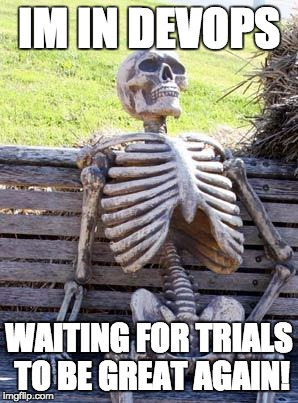 IM IN DEVOPS
WAITING FOR TRIALS
TO BE GREAT AGAIN!
imgflip.com